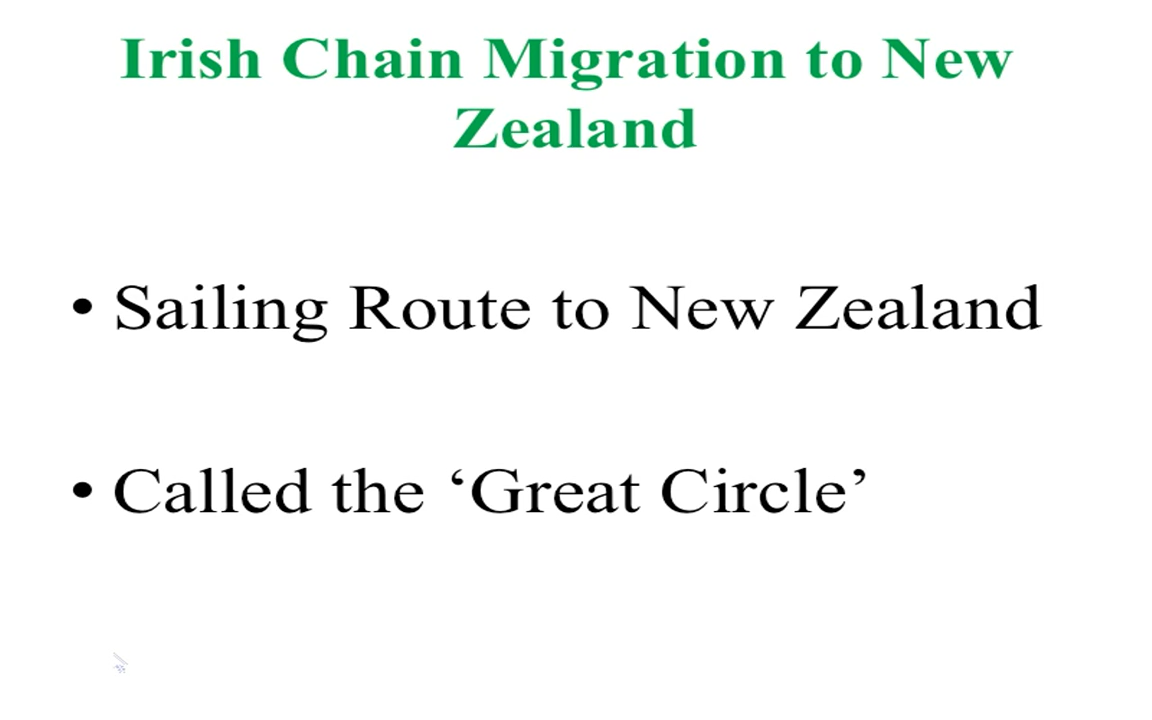 Irish Chain Migration to New
Zealand
• Sailing Route to New Zealand
• Called the ‘Great Circle’